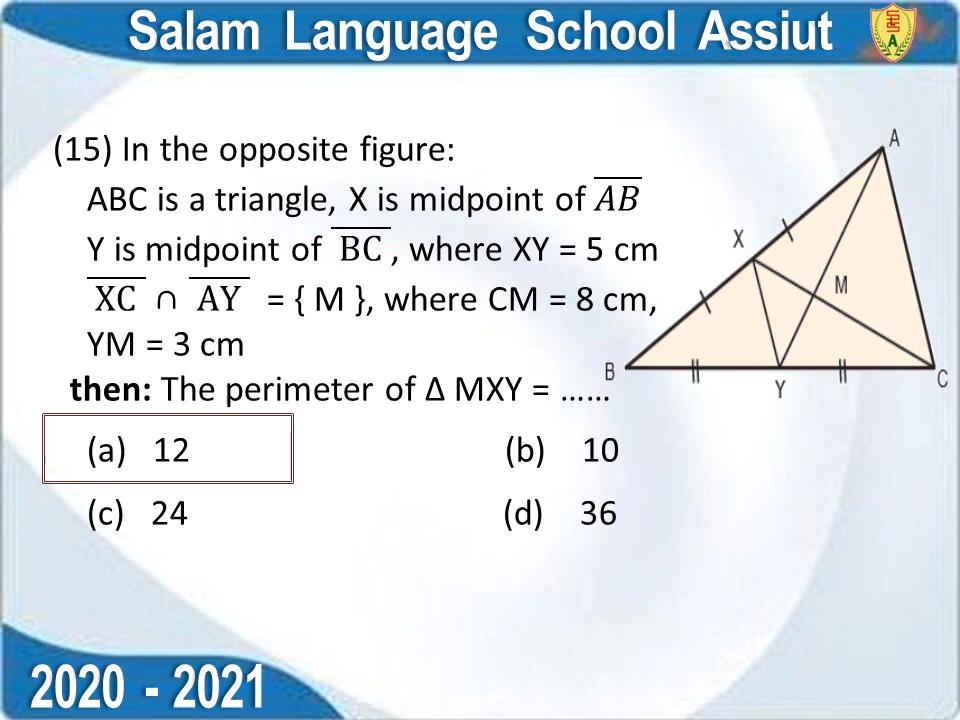 Salam Language School Assiut
(15) In the opposite figure:
ABC is a triangle, X is midpoint of AB
Y is midpoint of BC , where XY = 5 cm
XC ∩ AY = { M }, where CM = 8 cm,
YM = 3 cm
then: The perimeter of Δ MXY = ……
(a) 12 (b) 10
(c) 24 (d) 36
A
X
M
B
Y
C
2020 - 2021